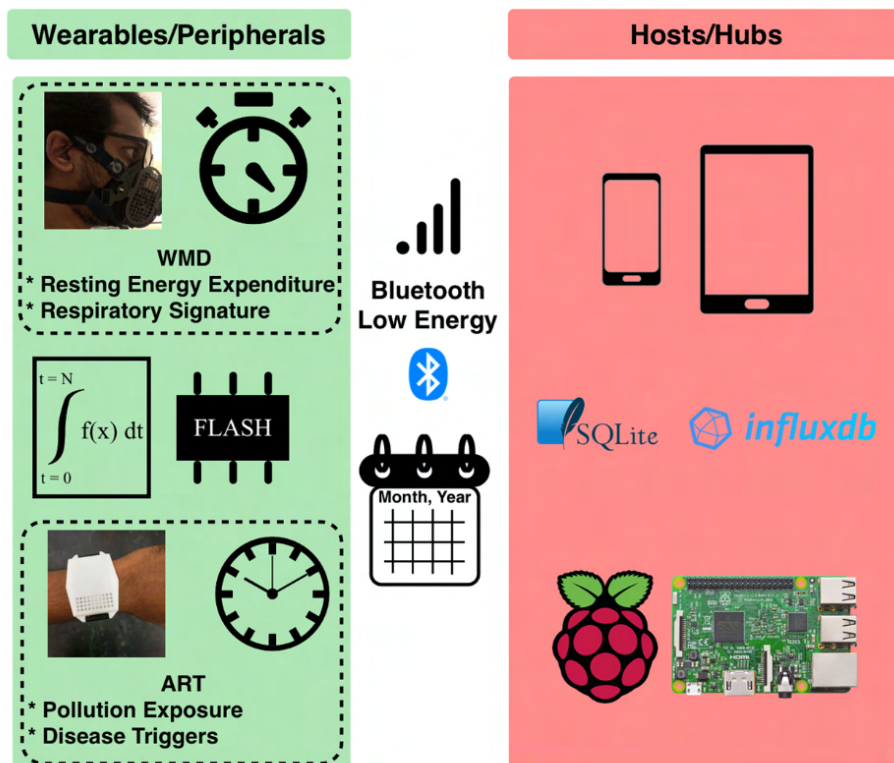 Wearables/Peripherals
Hosts/Hubs
WMD
* Resting Energy Expenditure
* Respiratory Signature
t = N
∫ f(x) dt
t = 0
FLASH
ART
* Pollution Exposure
* Disease Triggers
Bluetooth
Low Energy
Month, Year
SQLite
influxdb